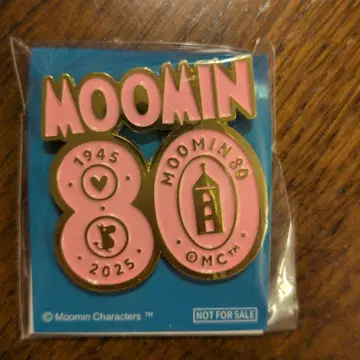 MOOMIN
1945
2025
MOOMIN 80
©MC™
© Moomin Characters ™
NOT FOR SALE